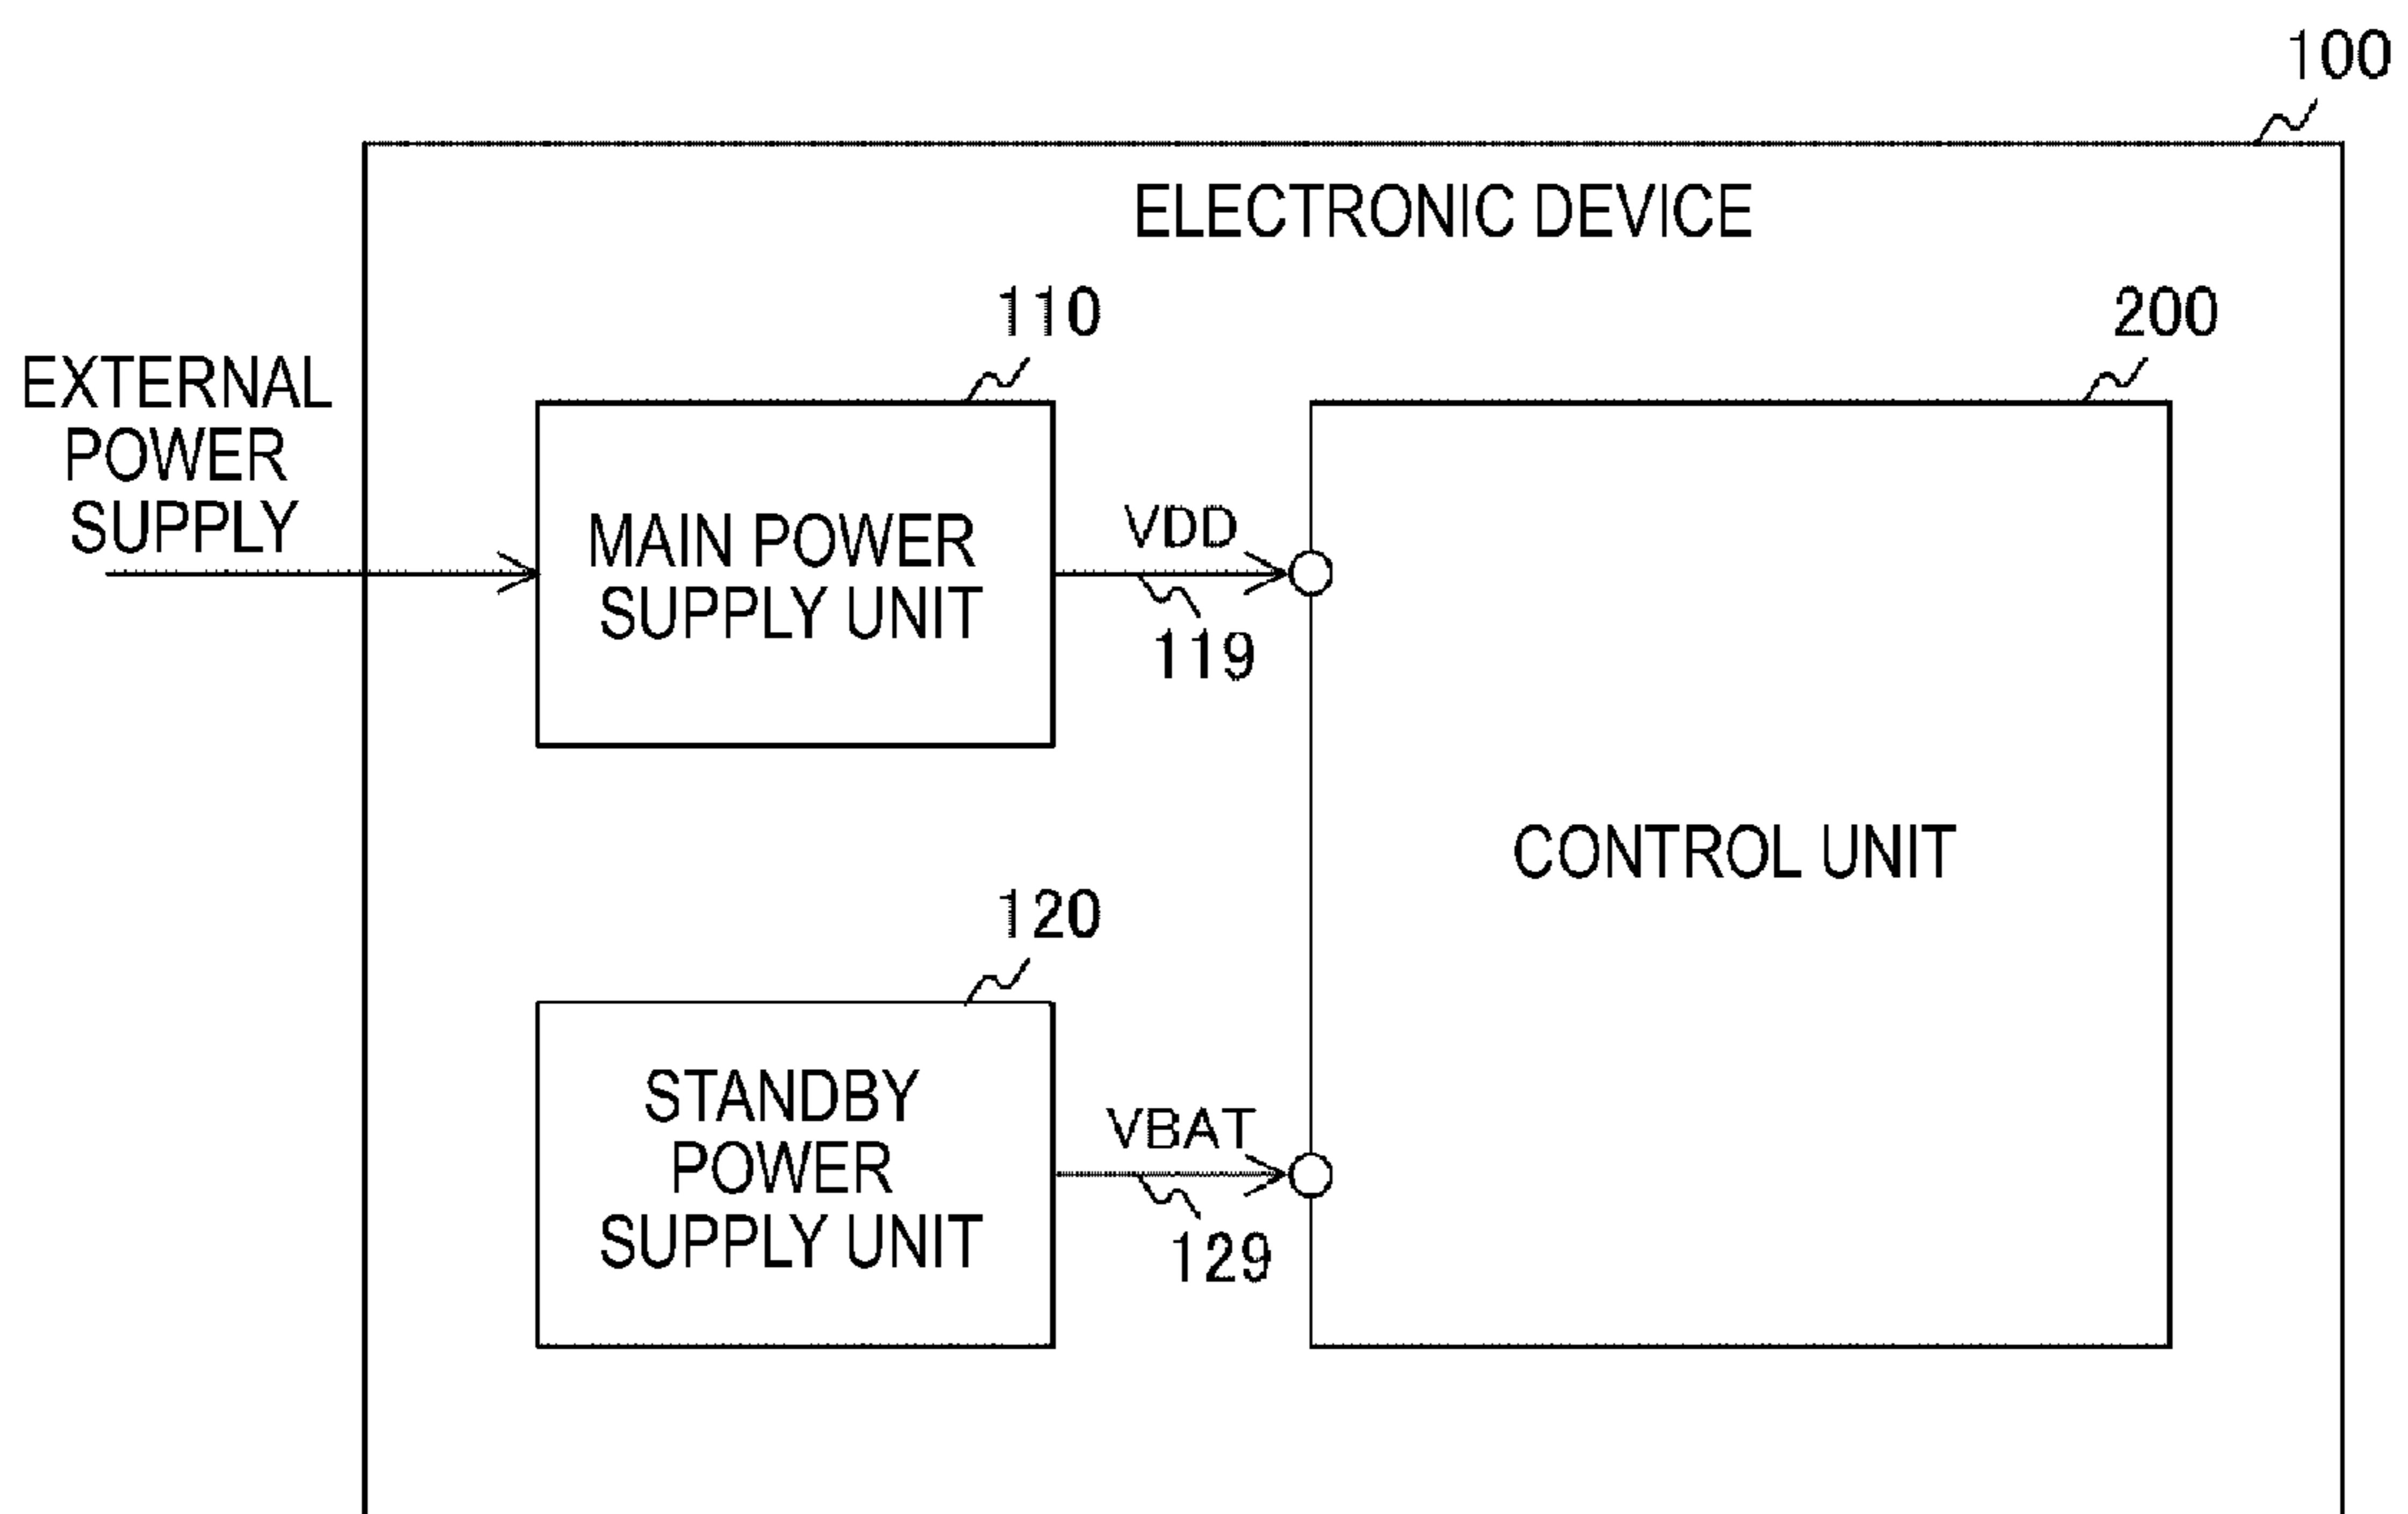 100
ELECTRONIC DEVICE
110
200
EXTERNAL
POWER
SUPPLY
MAIN POWER
SUPPLY UNIT
VDD
119
CONTROL UNIT
120
STANDBY
POWER
SUPPLY UNIT
VBAT
129